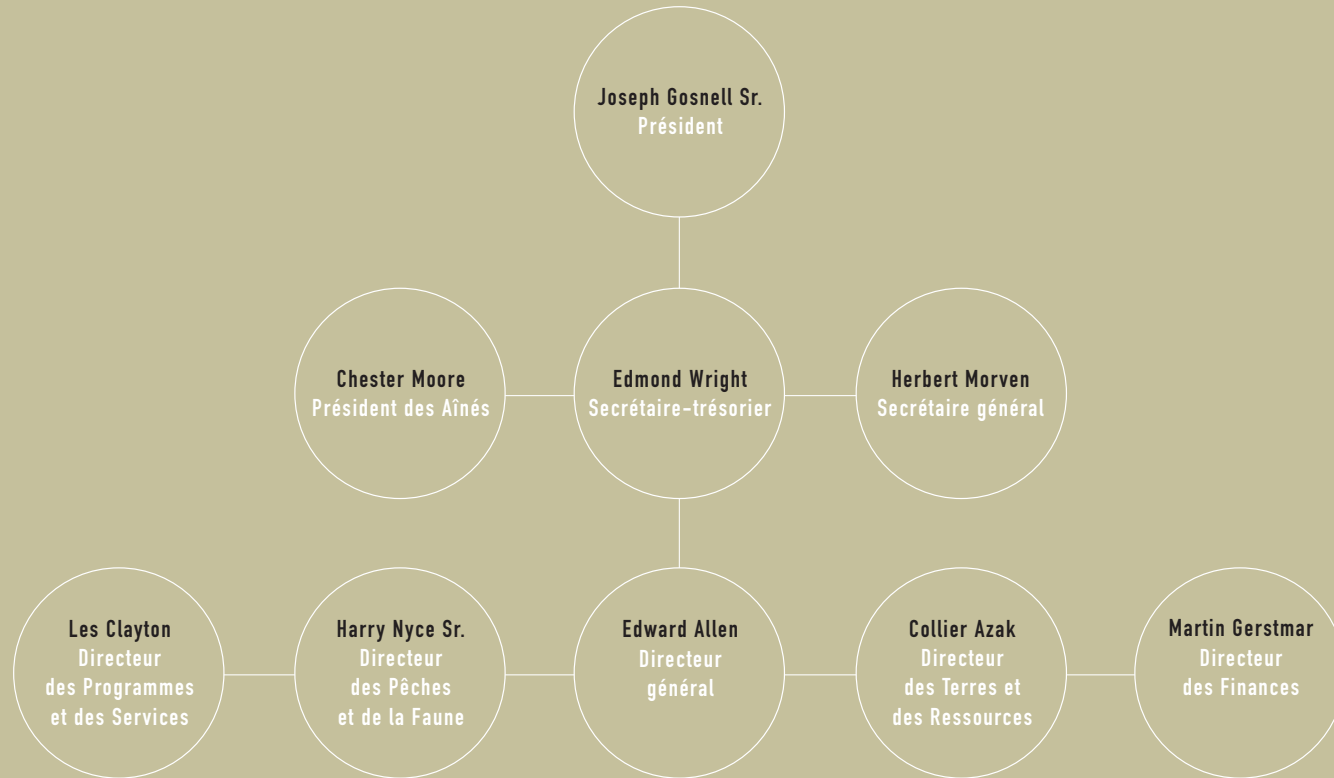 Joseph Gosnell Sr.
Président
Chester Moore
Président des Aînés
Edmond Wright
Secrétaire-trésorier
Herbert Morven
Secrétaire général
Les Clayton
Directeur
des Programmes
et des Services
Harry Nyce Sr.
Directeur
des Pêches
et de la Faune
Edward Allen
Directeur
général
Collier Azak
Directeur
des Terres et
des Ressources
Martin Gerstmar
Directeur
des Finances